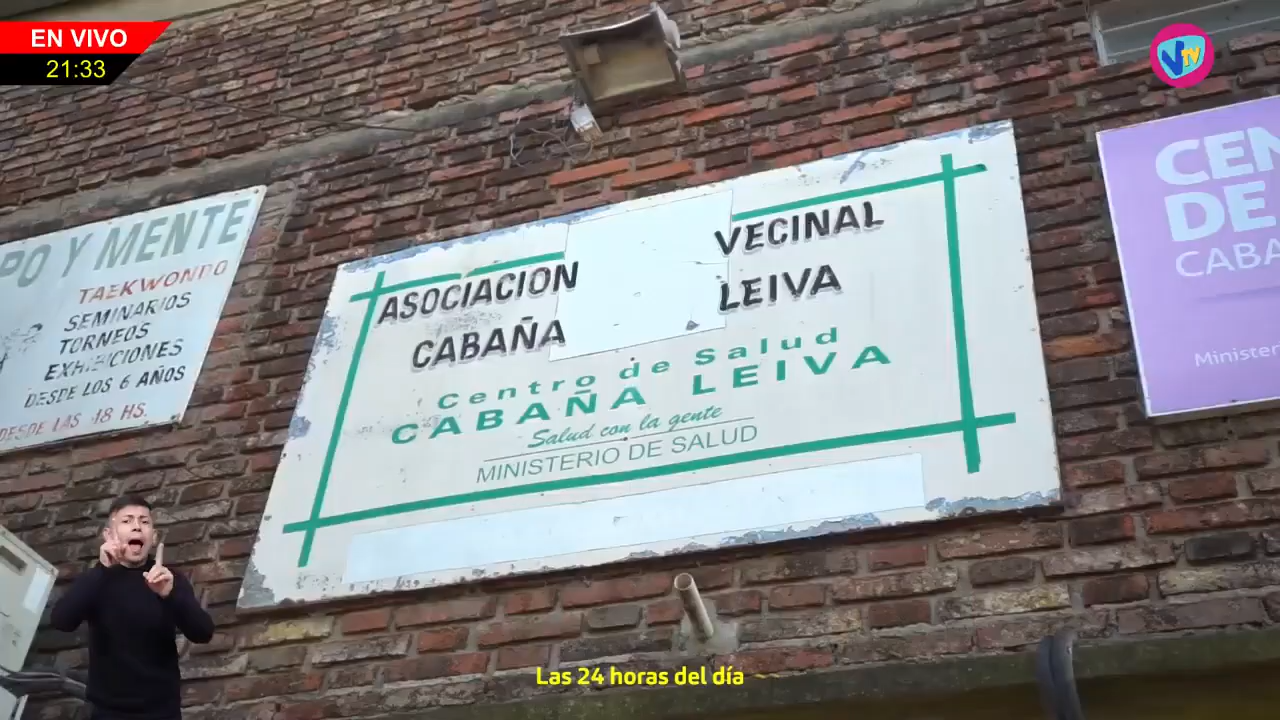 EN VIVO
21:33
VTV
PO Y MENTE
TAEKWONDO
SEMINARIOS
TORNEOS
EXHIBICIONES
DESDE LOS 6 AÑOS
DESDE LAS 18 HS.
ASOCIACION VECINAL
CABAÑA LEIVA
Centro de Salud
CABAÑA LEIVA
Salud con la gente
MINISTERIO DE SALUD
CEN
DE
CABA
Minister
Las 24 horas del día